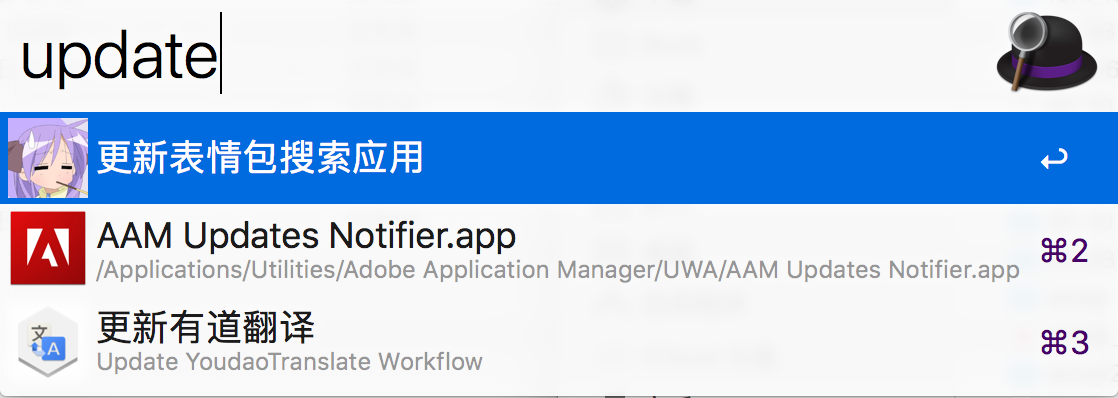 update
更新表情包搜索应用
AAM Updates Notifier.app
⌘2
/Applications/Utilities/Adobe Application Manager/UWA/AAM Updates Notifier.app
文
A
更新有道翻译
⌘3
Update YoudaoTranslate Workflow